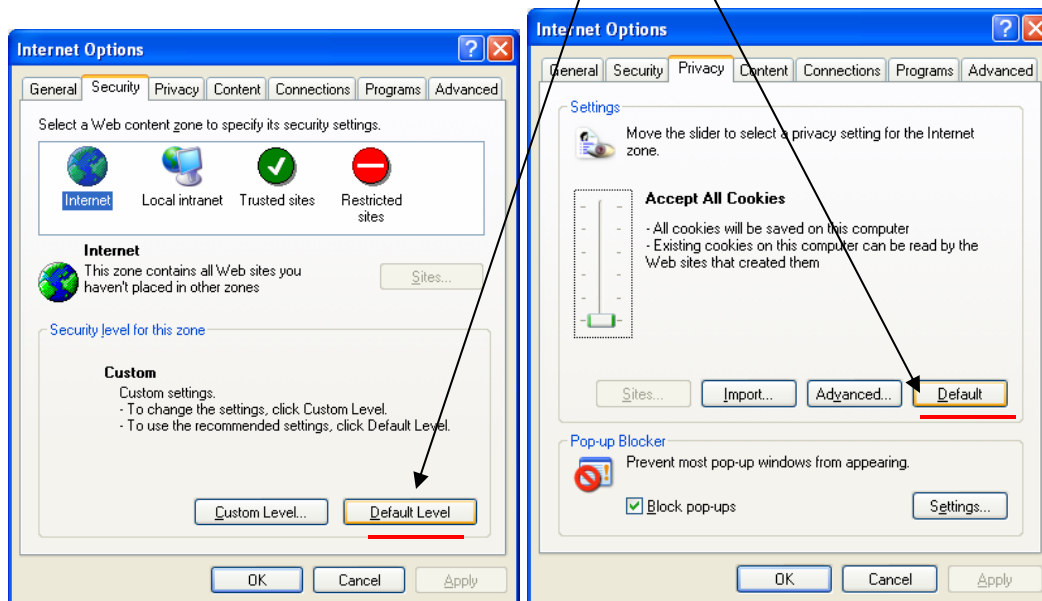 Internet Options
General Security Privacy Content Connections Programs Advanced
Select a Web content zone to specify its security settings.
Internet
Local intranet
Trusted sites
Restricted
sites
Internet
This zone contains all Web sites you
haven't placed in other zones
Sites...
Security level for this zone
Custom
Custom settings.
- To change the settings, click Custom Level.
- To use the recommended settings, click Default Level.
Custom Level...
Default Level
OK
Cancel
Apply
Internet Options
General Security Privacy Content Connections Programs Advanced
Settings
Move the slider to select a privacy setting for the Internet
zone.
Accept All Cookies
- All cookies will be saved on this computer
- Existing cookies on this computer can be read by the
Web sites that created them
Sites...
Import...
Advanced...
Default
Pop-up Blocker
Prevent most pop-up windows from appearing.
Block pop-ups
Settings...
OK
Cancel
Apply